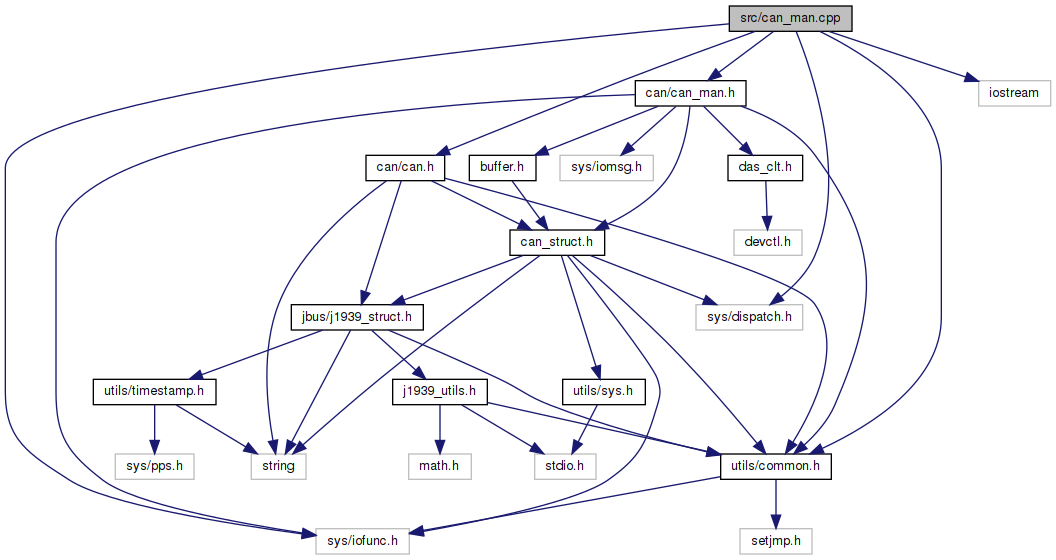 src/can_man.cpp
can/can_man.h
iostream
can/can.h
buffer.h
sys/iomsg.h
das_clt.h
can_struct.h
devctl.h
jbus/j1939_struct.h
sys/dispatch.h
utils/timestamp.h
j1939_utils.h
utils/sys.h
sys/pps.h
string
math.h
stdio.h
utils/common.h
sys/iofunc.h
setjmp.h